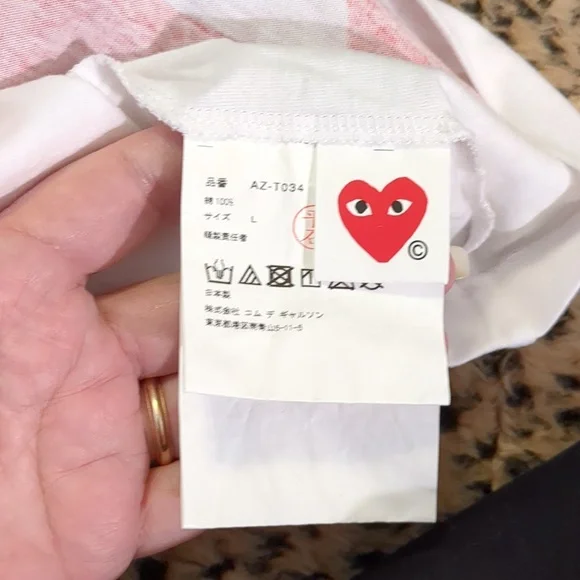 品番 AZ-T034
綿 100%
サイズ L
縫製責任者
日本製
株式会社 コム デ ギャルソン
東京都港区南青山5-11-5
©